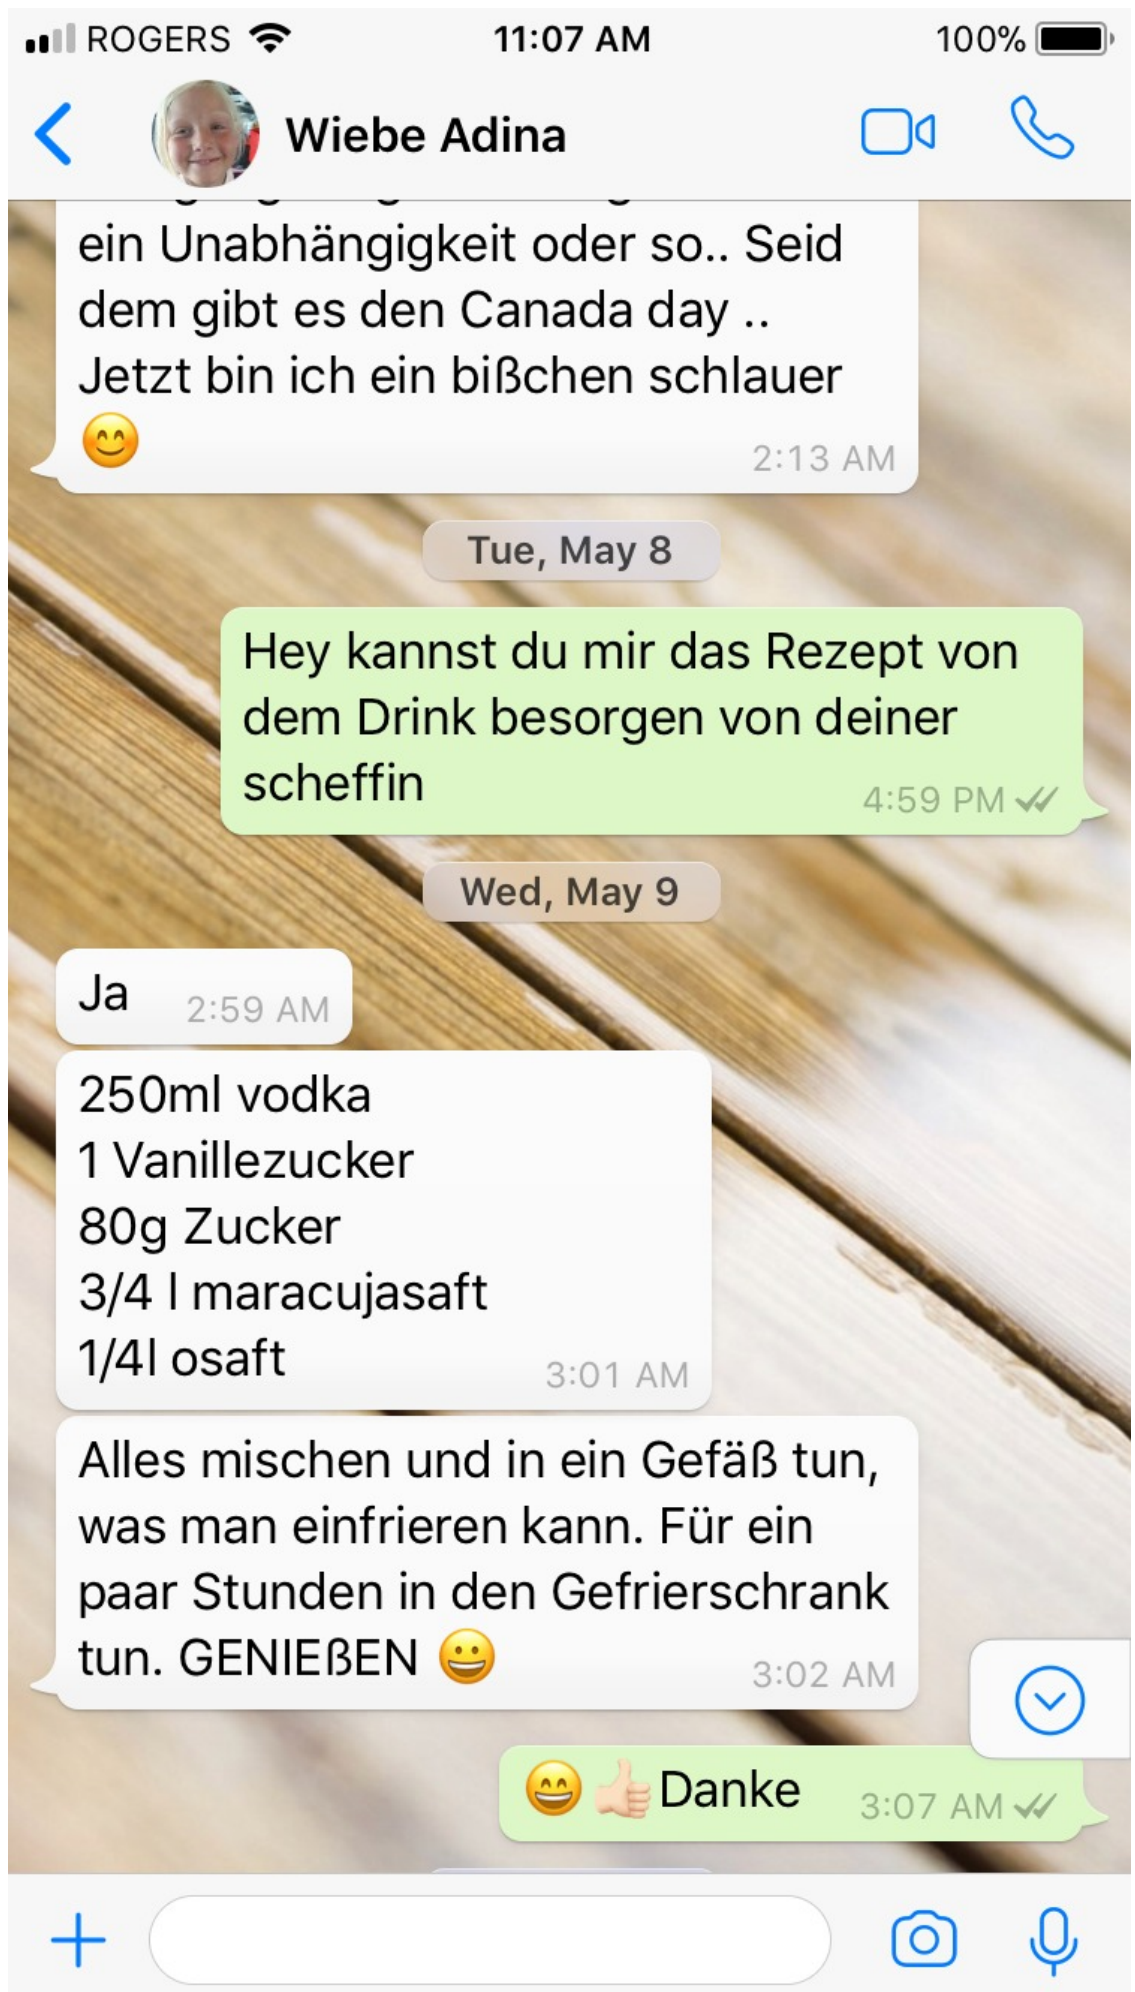 ROGERS 11:07 AM 100%
Wiebe Adina
ein Unabhängigkeit oder so.. Seid
dem gibt es den Canada day ..
Jetzt bin ich ein bißchen schlauer
😊 2:13 AM
Tue, May 8
Hey kannst du mir das Rezept von
dem Drink besorgen von deiner
scheffin 4:59 PM
Wed, May 9
Ja 2:59 AM
250ml vodka
1 Vanillezucker
80g Zucker
3/4 l maracujasaft
1/4l osaft 3:01 AM
Alles mischen und in ein Gefäß tun,
was man einfrieren kann. Für ein
paar Stunden in den Gefrierschrank
tun. GENIEßEN 😀 3:02 AM
😄👍🏻Danke 3:07 AM